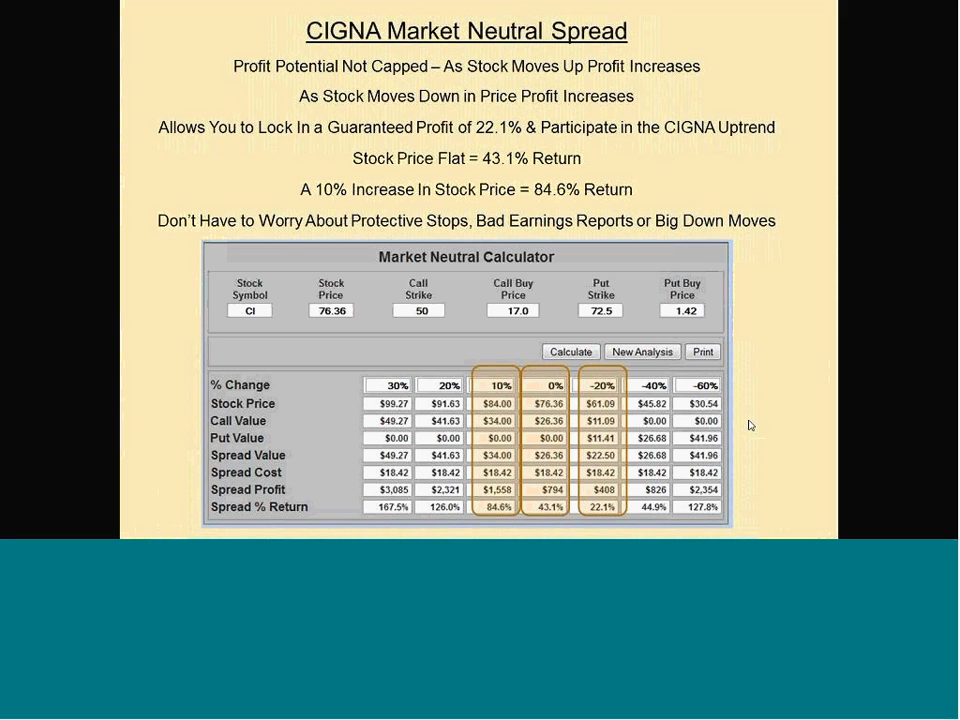 CIGNA Market Neutral Spread
Profit Potential Not Capped – As Stock Moves Up Profit Increases
As Stock Moves Down in Price Profit Increases
Allows You to Lock In a Guaranteed Profit of 22.1% & Participate in the CIGNA Uptrend
Stock Price Flat = 43.1% Return
A 10% Increase In Stock Price = 84.6% Return
Don't Have to Worry About Protective Stops, Bad Earnings Reports or Big Down Moves
Market Neutral Calculator
Stock Symbol Stock Price Call Strike Call Buy Price Put Strike Put Buy Price
CI 76.36 50 17.0 72.5 1.42
Calculate New Analysis Print
% Change 30% 20% 10% 0% -20% -40% -60%
Stock Price $99.27 $91.63 $84.00 $76.36 $61.09 $45.82 $30.54
Call Value $49.27 $41.63 $34.00 $26.36 $11.09 $0.00 $0.00
Put Value $0.00 $0.00 $0.00 $0.00 $11.41 $26.68 $41.96
Spread Value $49.27 $41.63 $34.00 $26.36 $22.50 $26.68 $41.96
Spread Cost $18.42 $18.42 $18.42 $18.42 $18.42 $18.42 $18.42
Spread Profit $3,085 $2,321 $1,558 $794 $408 $826 $2,354
Spread % Return 167.5% 126.0% 84.6% 43.1% 22.1% 44.9% 127.8%